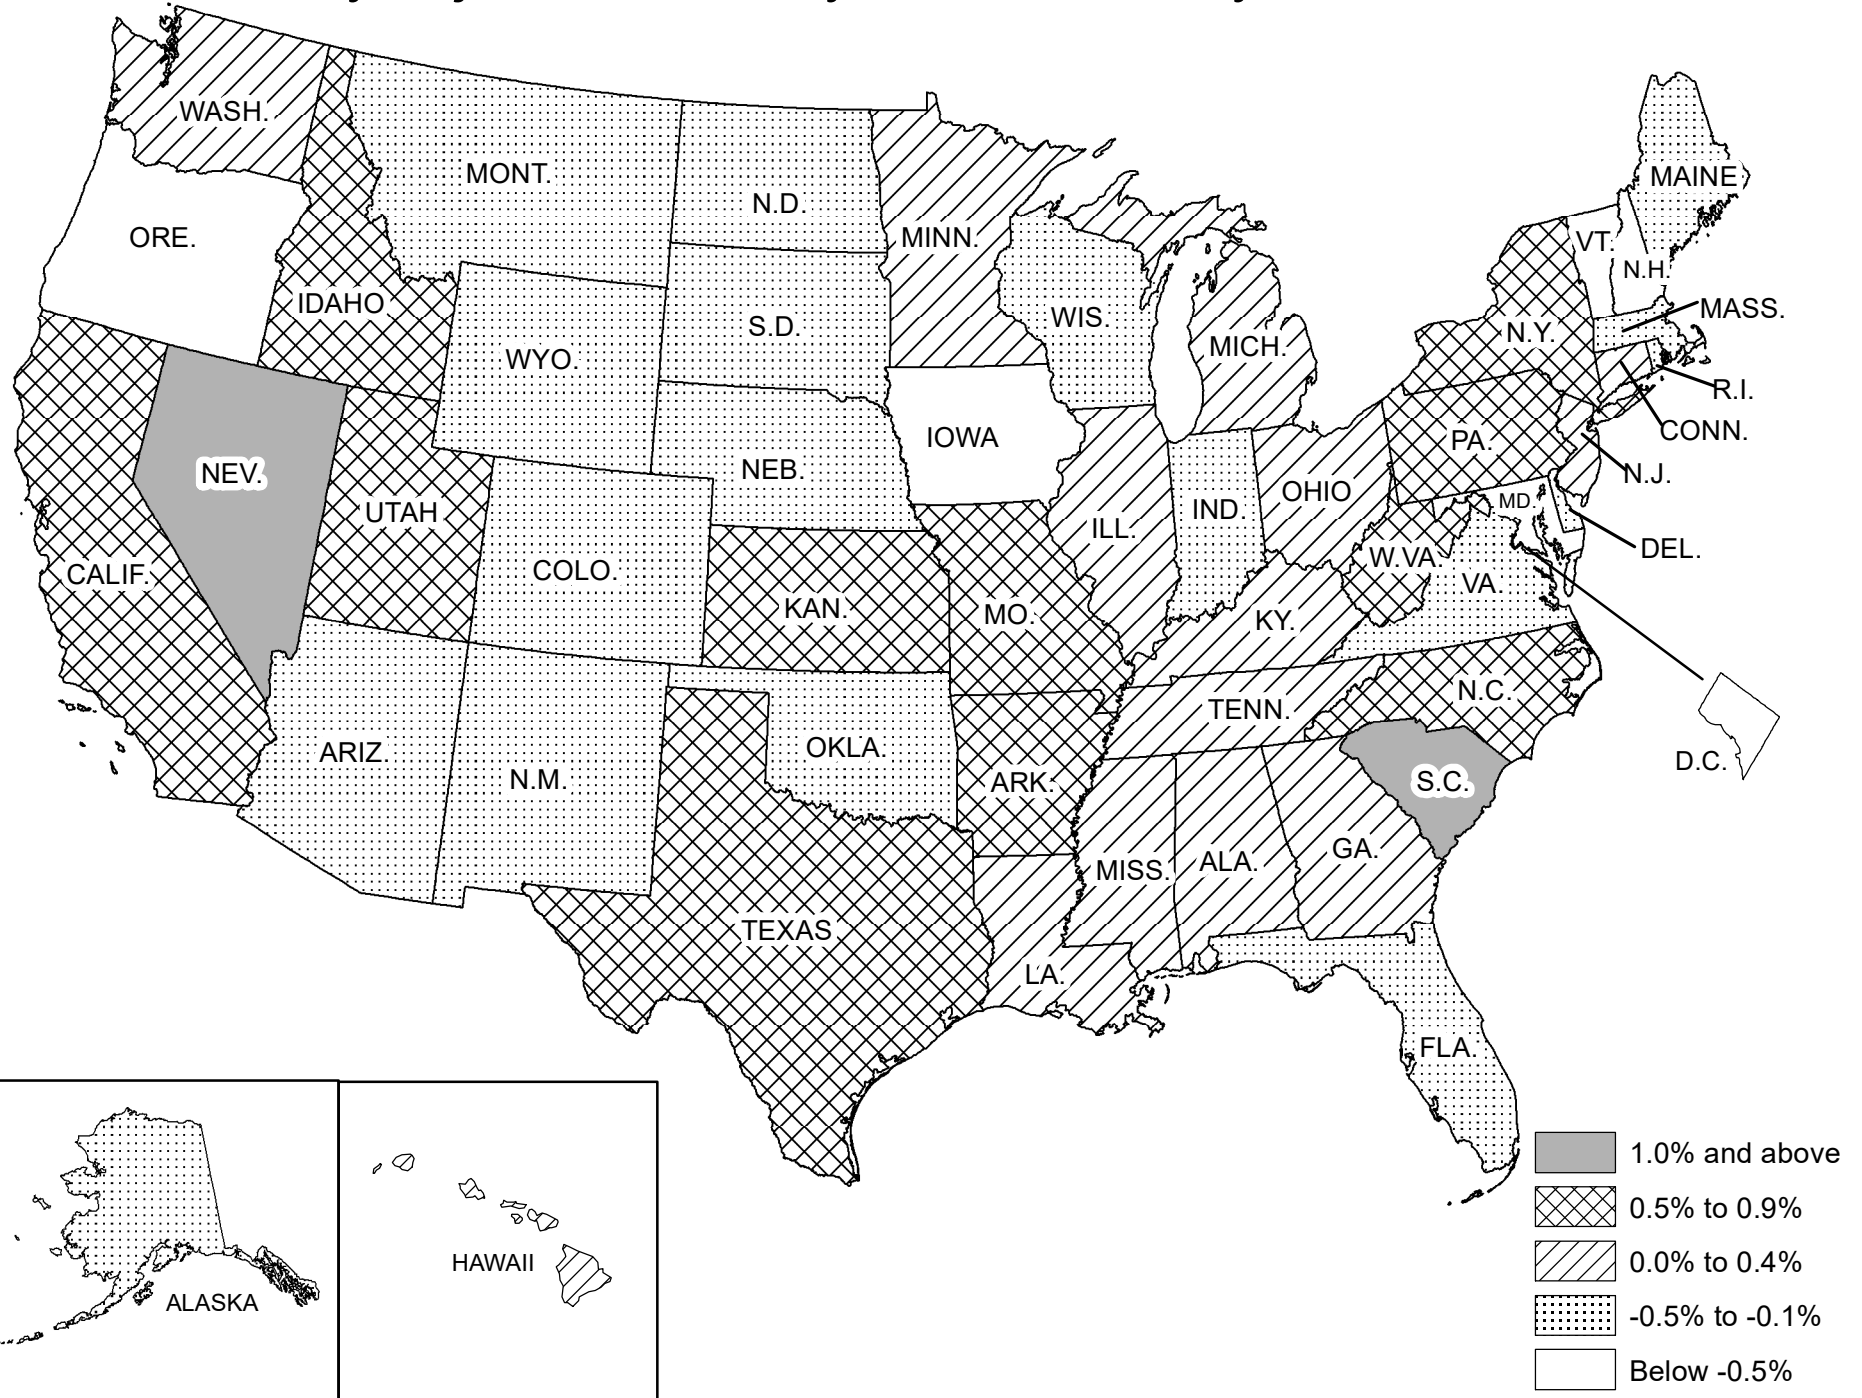 WASH.
MONT.
N.D.
MINN.
MAINE
ORE.
IDAHO
WYO.
S.D.
WIS.
MICH.
VT.
N.H.
MASS.
N.Y.
R.I.
CONN.
N.J.
PA.
NEV.
UTAH
COLO.
NEB.
IOWA
ILL.
IND.
OHIO
MD
DEL.
W.VA.
VA.
CALIF.
KAN.
MO.
KY.
N.C.
TENN.
ARIZ.
N.M.
OKLA.
ARK.
S.C.
D.C.
TEXAS
LA.
MISS.
ALA.
GA.
FLA.
ALASKA
HAWAII
1.0% and above
0.5% to 0.9%
0.0% to 0.4%
-0.5% to -0.1%
Below -0.5%